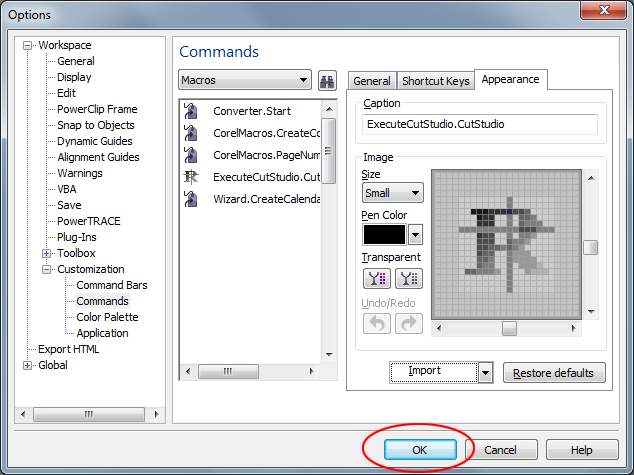 Options
Workspace
General
Display
Edit
PowerClip Frame
Snap to Objects
Dynamic Guides
Alignment Guides
Warnings
VBA
Save
PowerTRACE
Plug-Ins
Toolbox
Customization
Command Bars
Commands
Color Palette
Application
Export HTML
Global
Commands
Macros
Converter.Start
CorelMacros.CreateCo
CorelMacros.PageNum
ExecuteCutStudio.Cut
Wizard.CreateCalenda
General Shortcut Keys Appearance
Caption
ExecuteCutStudio.CutStudio
Image
Size
Small
Pen Color
Transparent
Undo/Redo
Import Restore defaults
OK Cancel Help